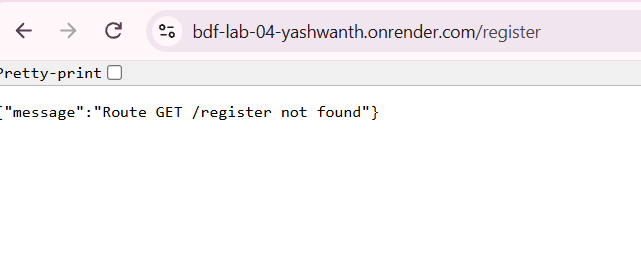 bdf-lab-04-yashwanth.onrender.com/register
Pretty-print
{"message":"Route GET /register not found"}